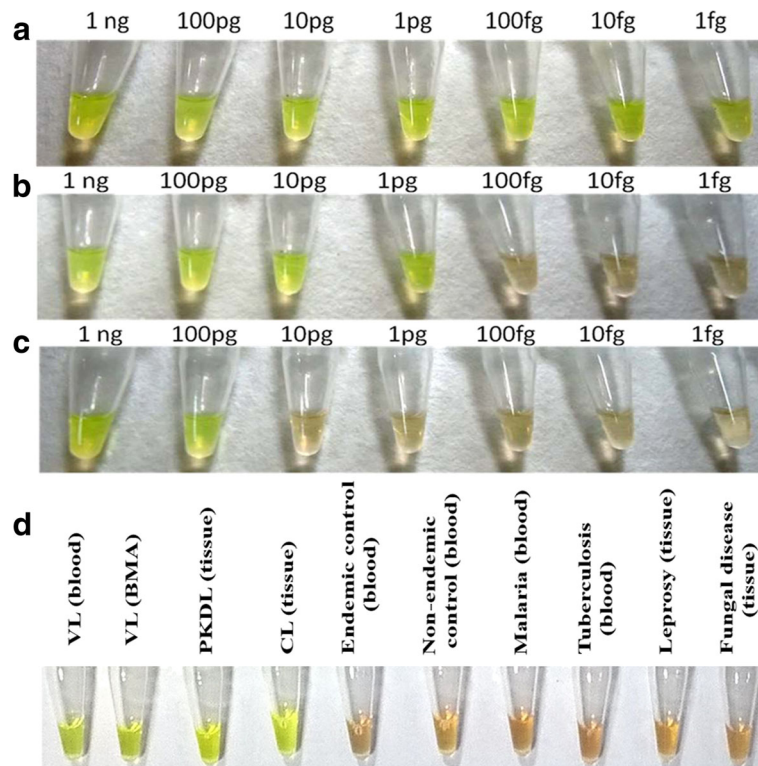 a
1 ng 100pg 10pg 1pg 100fg 10fg 1fg
b
1 ng 100pg 10pg 1pg 100fg 10fg 1fg
c
1 ng 100pg 10pg 1pg 100fg 10fg 1fg
d
VL (blood)
VL (BMA)
PKDL (tissue)
CL (tissue)
Endemic control
(blood)
Non-endemic
control (blood)
Malaria (blood)
Tuberculosis
(blood)
Leprosy (tissue)
Fungal disease
(tissue)